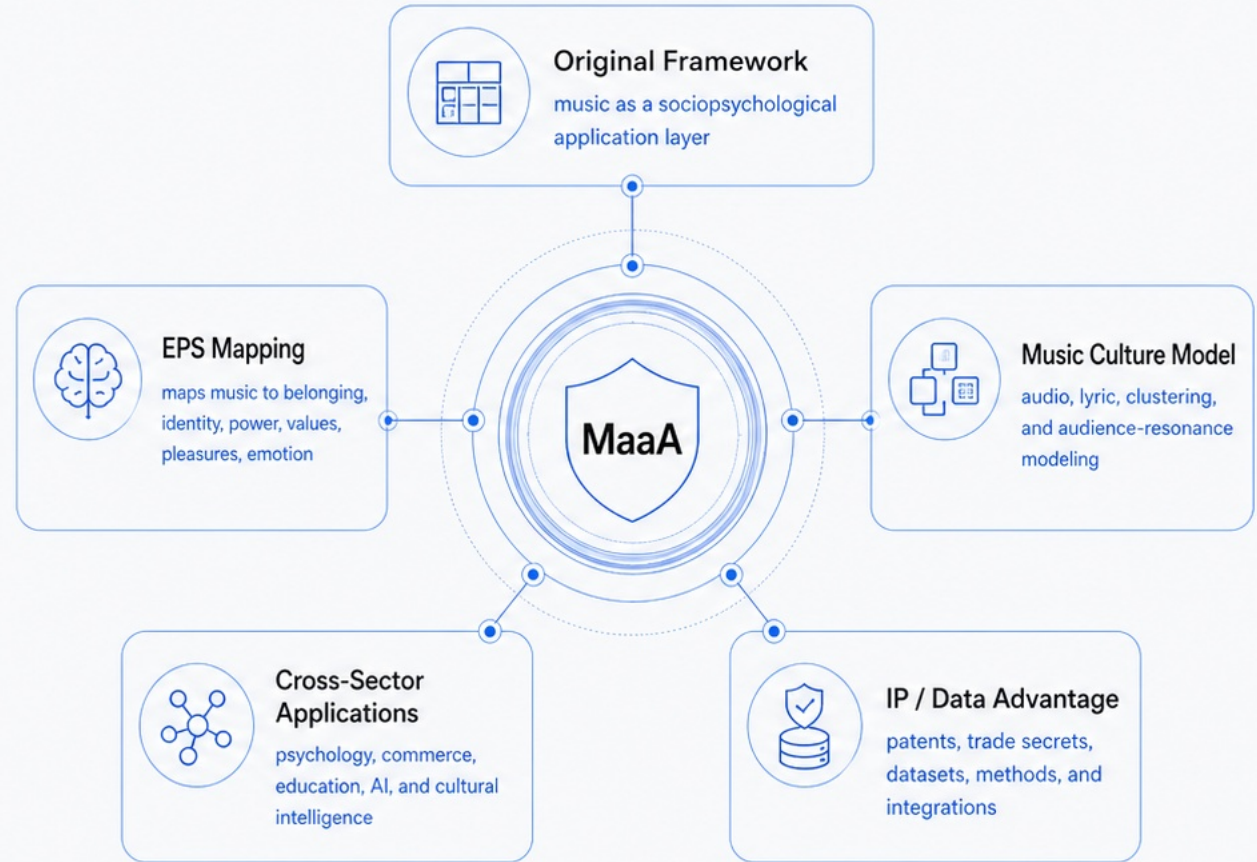 Original Framework
music as a sociopsychological
application layer
EPS Mapping
maps music to belonging,
identity, power, values,
pleasures, emotion
MaaA
Music Culture Model
audio, lyric, clustering,
and audience-resonance
modeling
Cross-Sector
Applications
psychology, commerce,
education, AI, and cultural
intelligence
IP / Data Advantage
patents, trade secrets,
datasets, methods, and
integrations